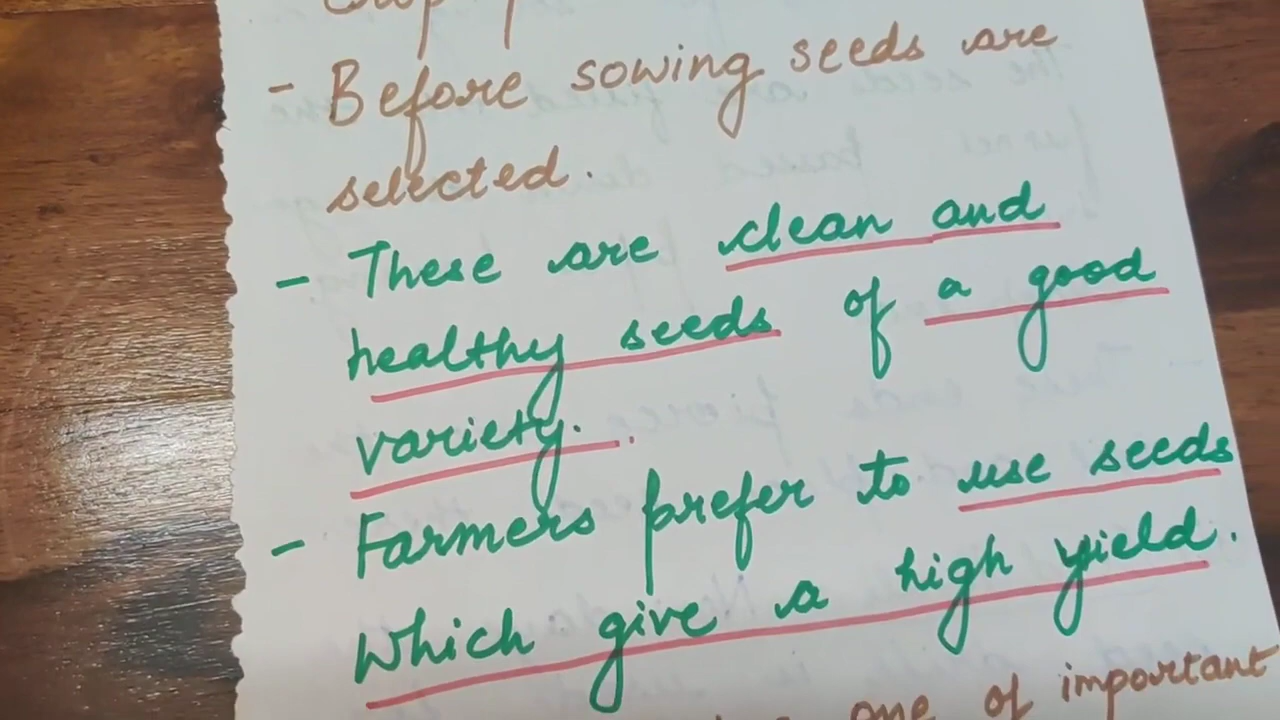 - Before sowing seeds are
selected.
- These are clean and
healthy seeds of a good
variety.
- Farmers prefer to use seeds
which give a high yield.
one of important